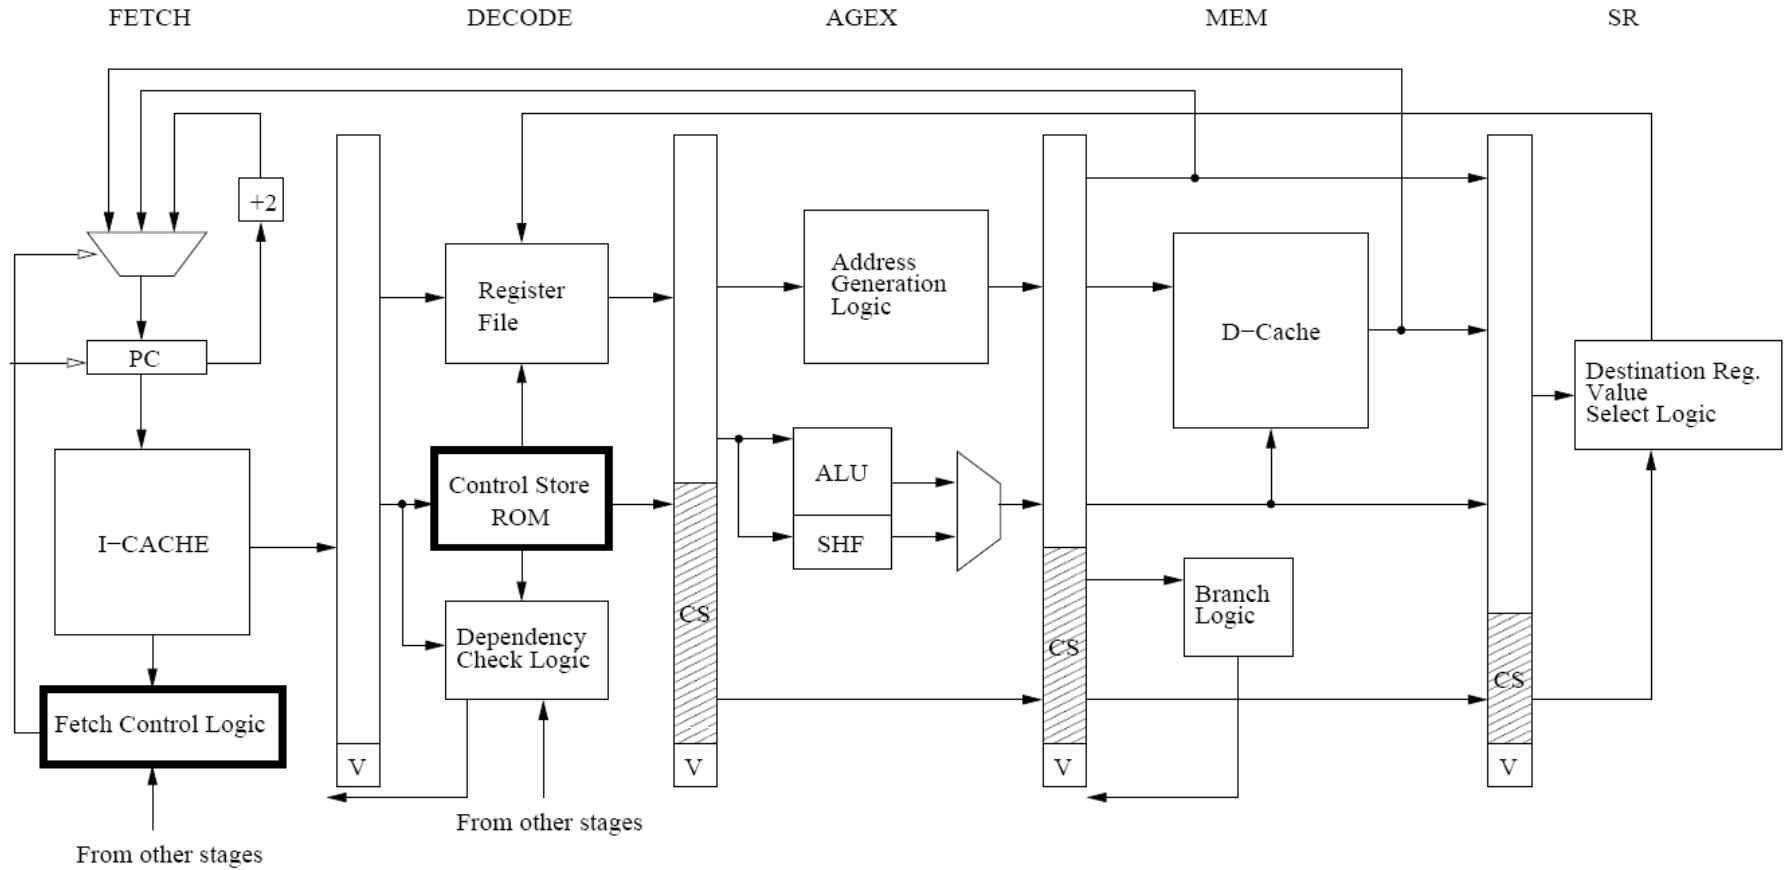 FETCH
DECODE
AGEX
MEM
SR
+2
PC
I−CACHE
Fetch Control Logic
From other stages
V
Register
File
Control Store
ROM
Dependency
Check Logic
From other stages
CS
V
Address
Generation
Logic
ALU
SHF
CS
V
D−Cache
Branch
Logic
CS
V
Destination Reg.
Value
Select Logic